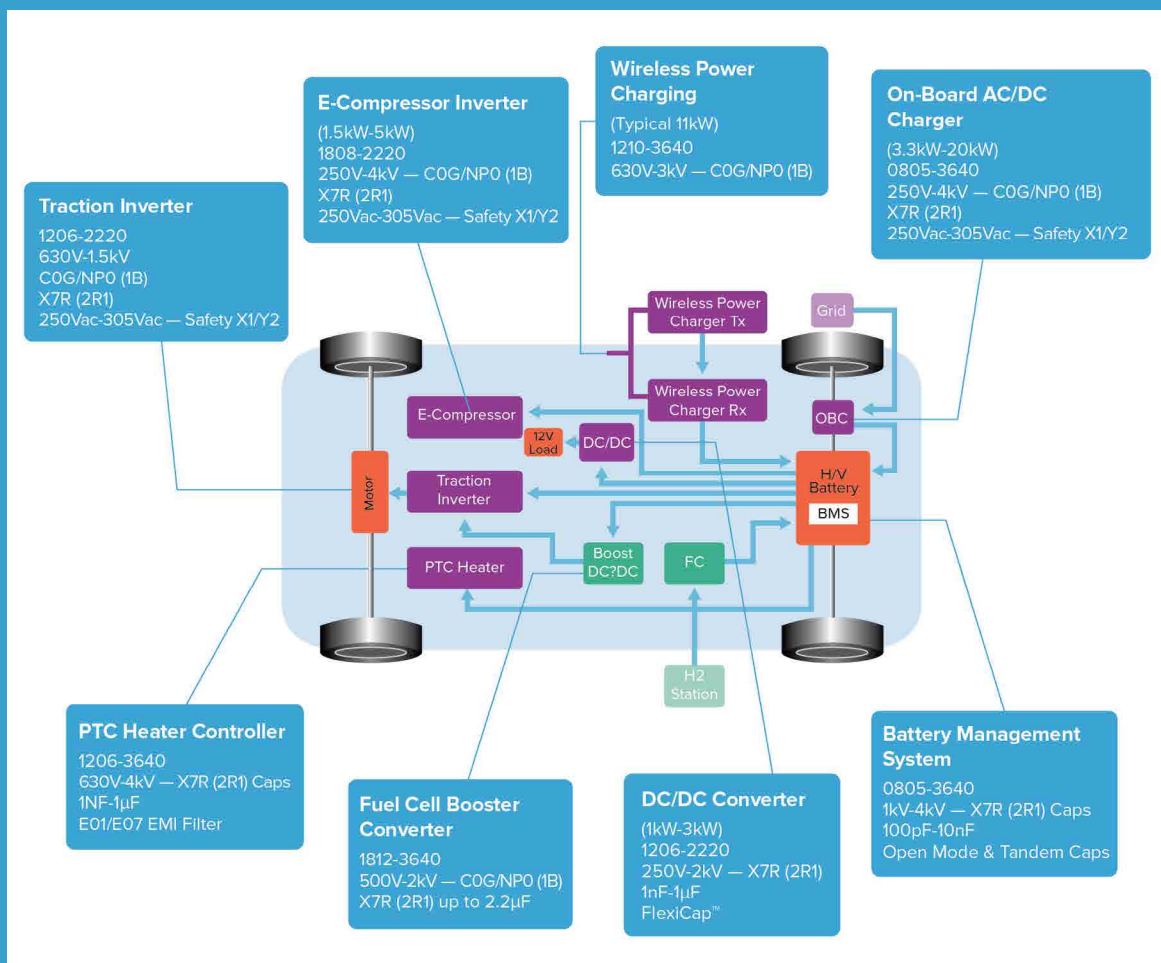 Wireless Power
Charging
(Typical 11kW)
1210-3640
630V-3kV — C0G/NP0 (1B)
E-Compressor Inverter
(1.5kW-5kW)
1808-2220
250V-4kV — C0G/NP0 (1B)
X7R (2R1)
250Vac-305Vac — Safety X1/Y2
On-Board AC/DC
Charger
(3.3kW-20kW)
0805-3640
250V-4kV — C0G/NP0 (1B)
X7R (2R1)
250Vac-305Vac — Safety X1/Y2
Traction Inverter
1206-2220
630V-1.5kV
C0G/NP0 (1B)
X7R (2R1)
250Vac-305Vac — Safety X1/Y2
Wireless Power
Charger Tx
Grid
Wireless Power
Charger Rx
E-Compressor
OBC
12V
Load
DC/DC
Motor
Traction
Inverter
H/V
Battery
BMS
PTC Heater
Boost
DC?DC
FC
H2
Station
PTC Heater Controller
1206-3640
630V-4kV — X7R (2R1) Caps
1NF-1µF
E01/E07 EMI Filter
Fuel Cell Booster
Converter
1812-3640
500V-2kV — C0G/NP0 (1B)
X7R (2R1) up to 2.2µF
DC/DC Converter
(1kW-3kW)
1206-2220
250V-2kV — X7R (2R1)
1nF-1µF
FlexiCap™
Battery Management
System
0805-3640
1kV-4kV — X7R (2R1) Caps
100pF-10nF
Open Mode & Tandem Caps